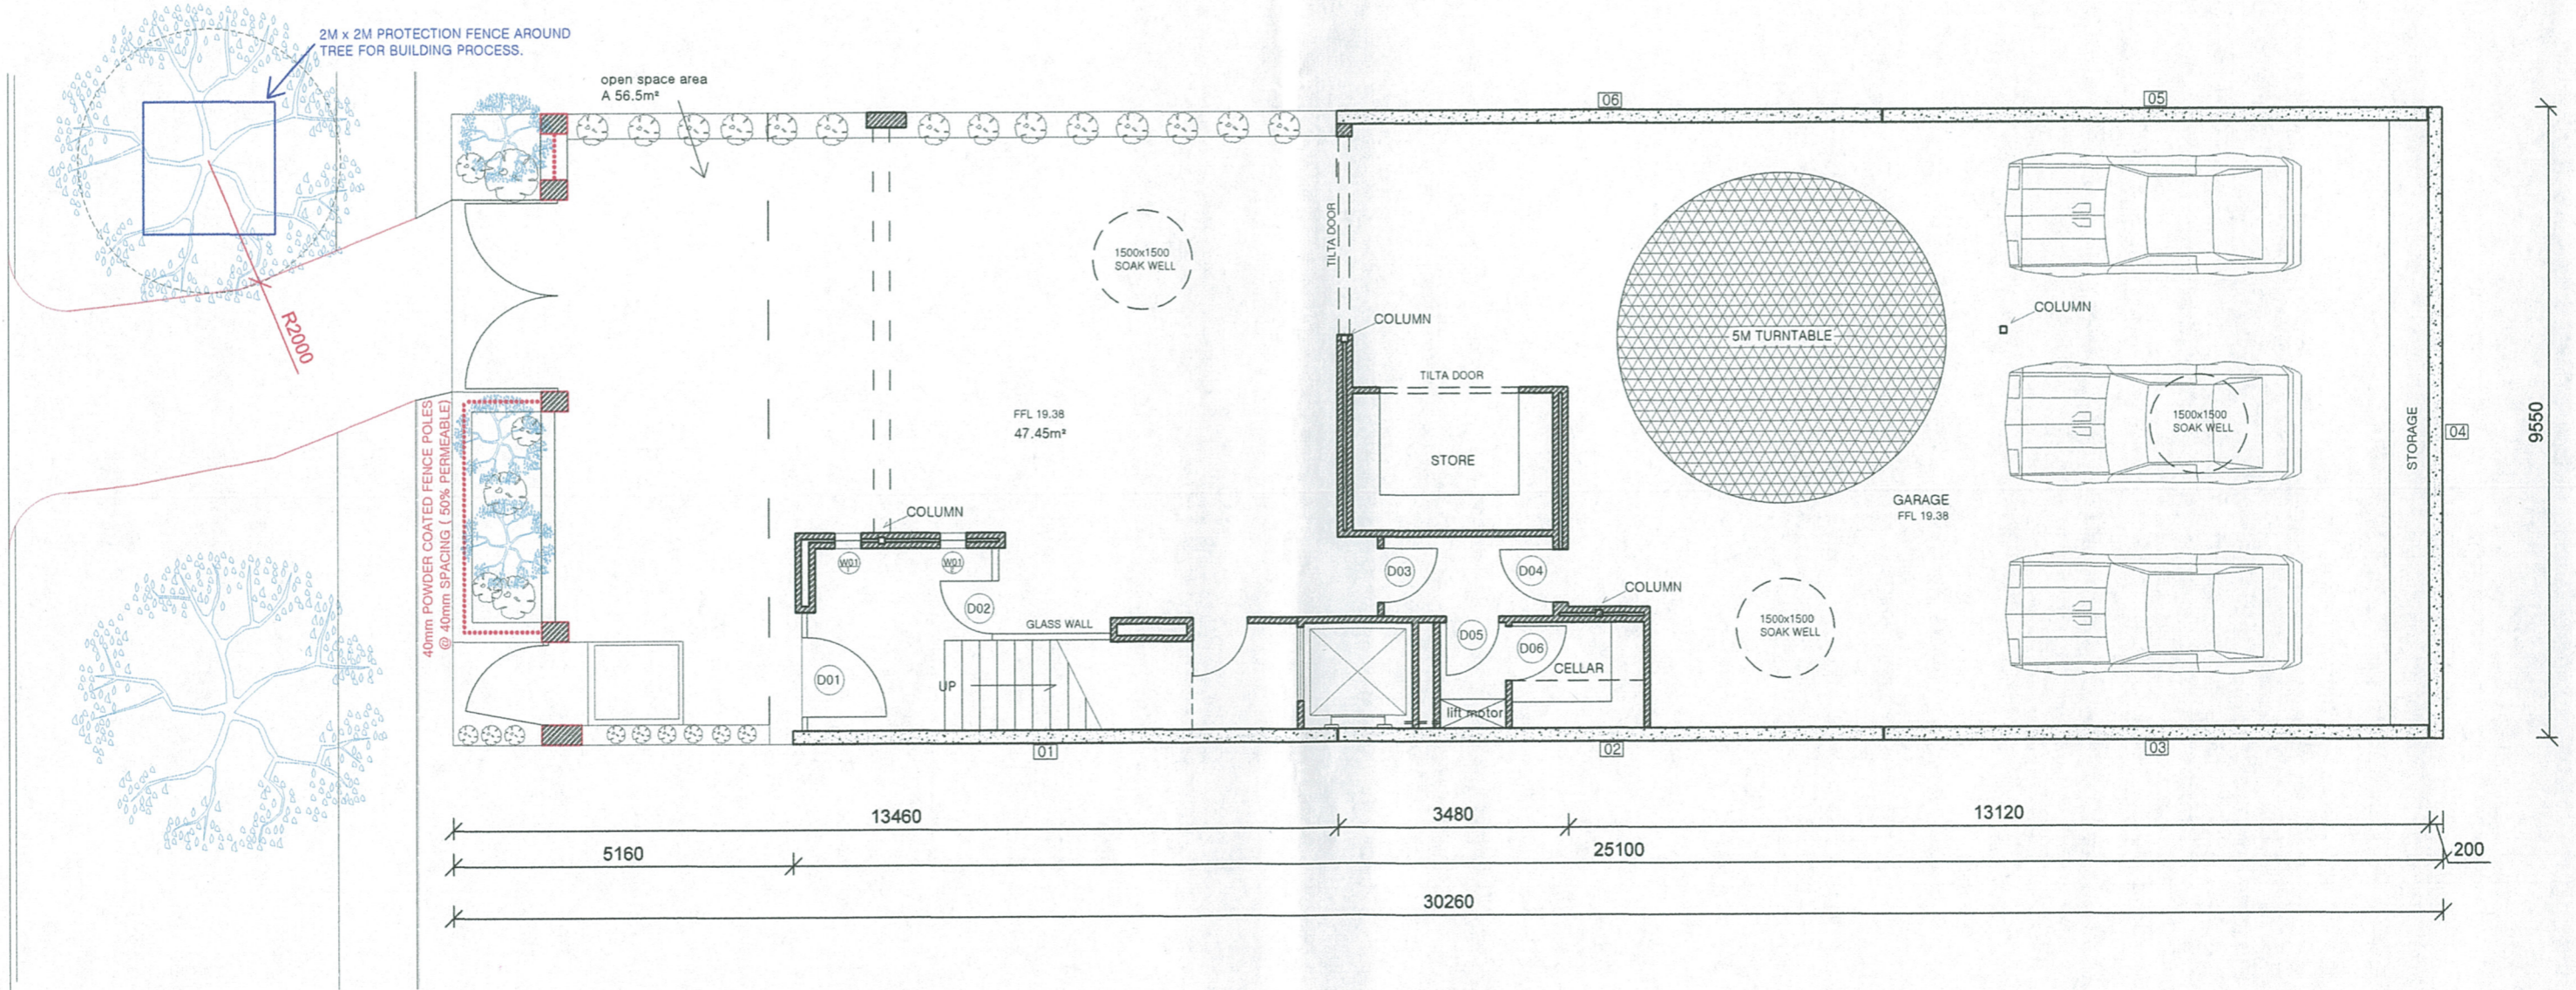 2M x 2M PROTECTION FENCE AROUND
TREE FOR BUILDING PROCESS.
open space area
A 56.5m²
06
05
TILTA DOOR
1500x1500
SOAK WELL
R2000
COLUMN
COLUMN
5M TURNTABLE
TILTA DOOR
40mm POWDER COATED FENCE POLES
@ 40mm SPACING ( 50% PERMEABLE)
FFL 19.38
47.45m²
STORE
1500x1500
SOAK WELL
STORAGE
04
9550
GARAGE
FFL 19.38
COLUMN
W01
W01
D03
D04
COLUMN
D02
GLASS WALL
D05
D06
1500x1500
SOAK WELL
CELLAR
D01
UP
lift motor
01
02
03
13460
3480
13120
5160
25100
200
30260